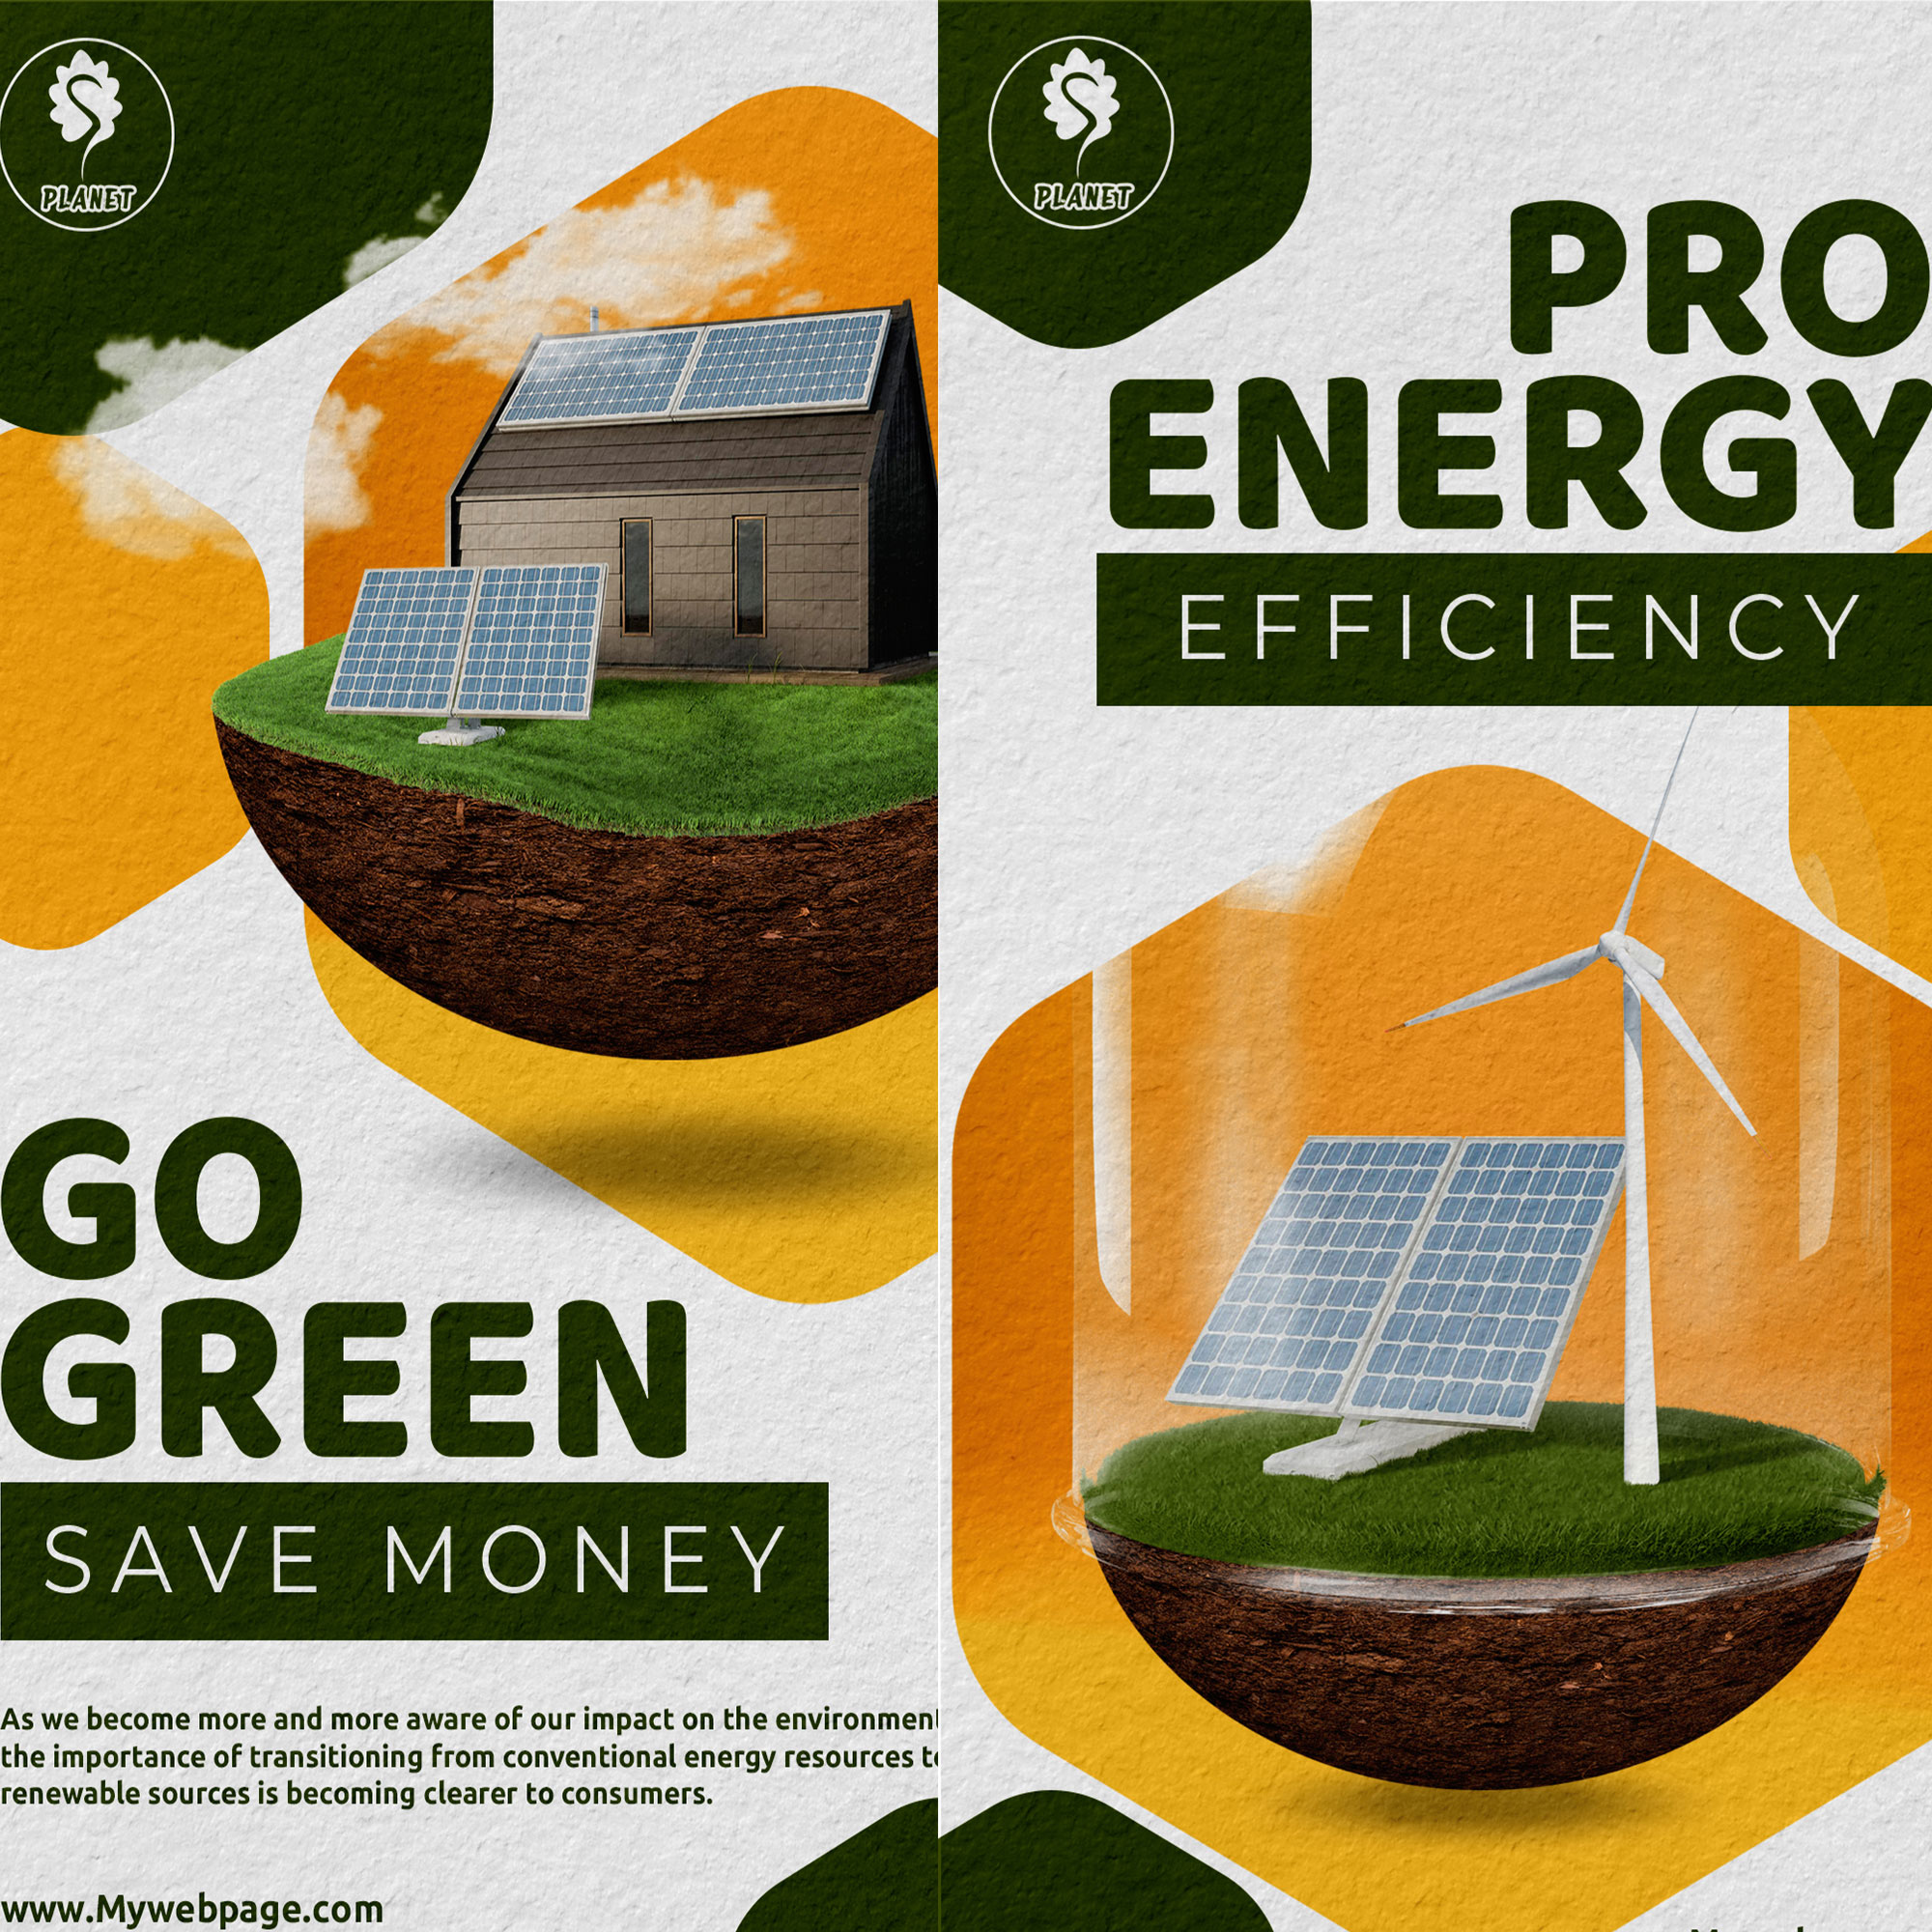 PLANET
GO
GREEN
SAVE MONEY
As we become more and more aware of our impact on the environment
the importance of transitioning from conventional energy resources to
renewable sources is becoming clearer to consumers.
www.Mywebpage.com
PLANET
PRO
ENERGY
EFFICIENCY